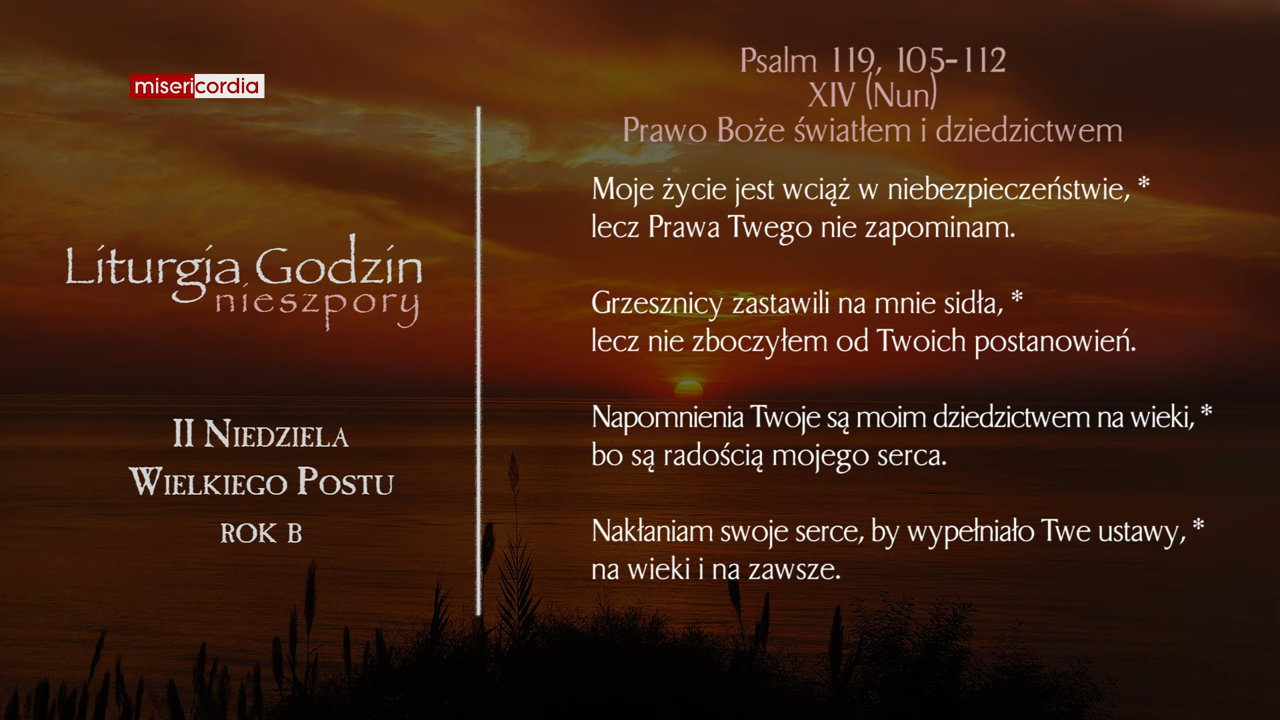 misericordia
Liturgia Godzin
nieszpory
II Niedziela
Wielkiego Postu
rok B
Psalm 119, 105-112
XIV (Nun)
Prawo Boże światłem i dziedzictwem
Moje życie jest wciąż w niebezpieczeństwie, *
lecz Prawa Twego nie zapominam.
Grzesznicy zastawili na mnie sidła, *
lecz nie zboczyłem od Twoich postanowień.
Napomnienia Twoje są moim dziedzictwem na wieki, *
bo są radością mojego serca.
Nakłaniam swoje serce, by wypełniało Twe ustawy, *
na wieki i na zawsze.